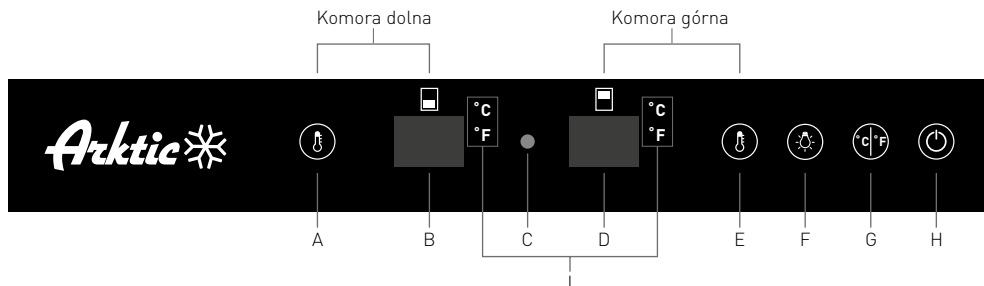 Komora dolna Komora górna
°C °C
°F °F
Arktic °C °F
A B C D E F G H
I